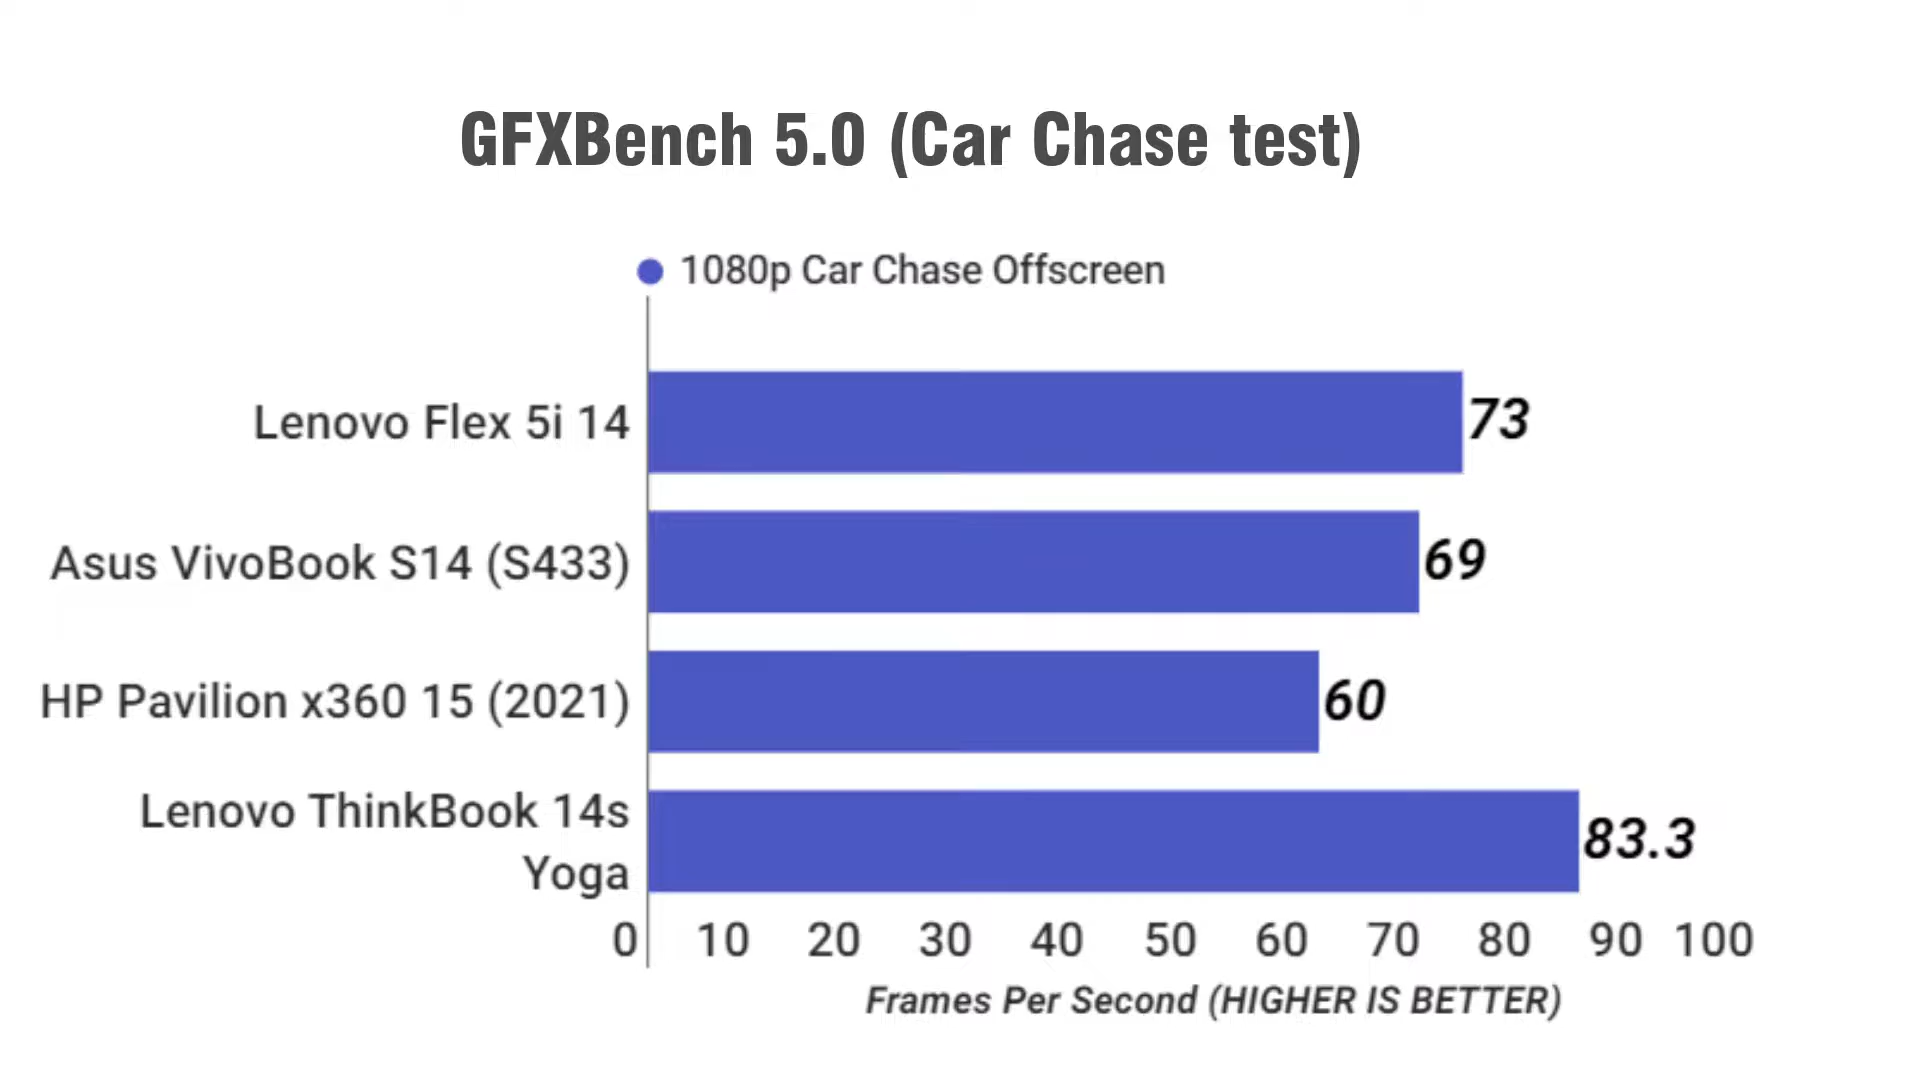 GFXBench 5.0 (Car Chase test)
1080p Car Chase Offscreen
Lenovo Flex 5i 14
73
Asus VivoBook S14 (S433)
69
HP Pavilion x360 15 (2021)
60
Lenovo ThinkBook 14s
Yoga
83.3
0 10 20 30 40 50 60 70 80 90 100
Frames Per Second (HIGHER IS BETTER)